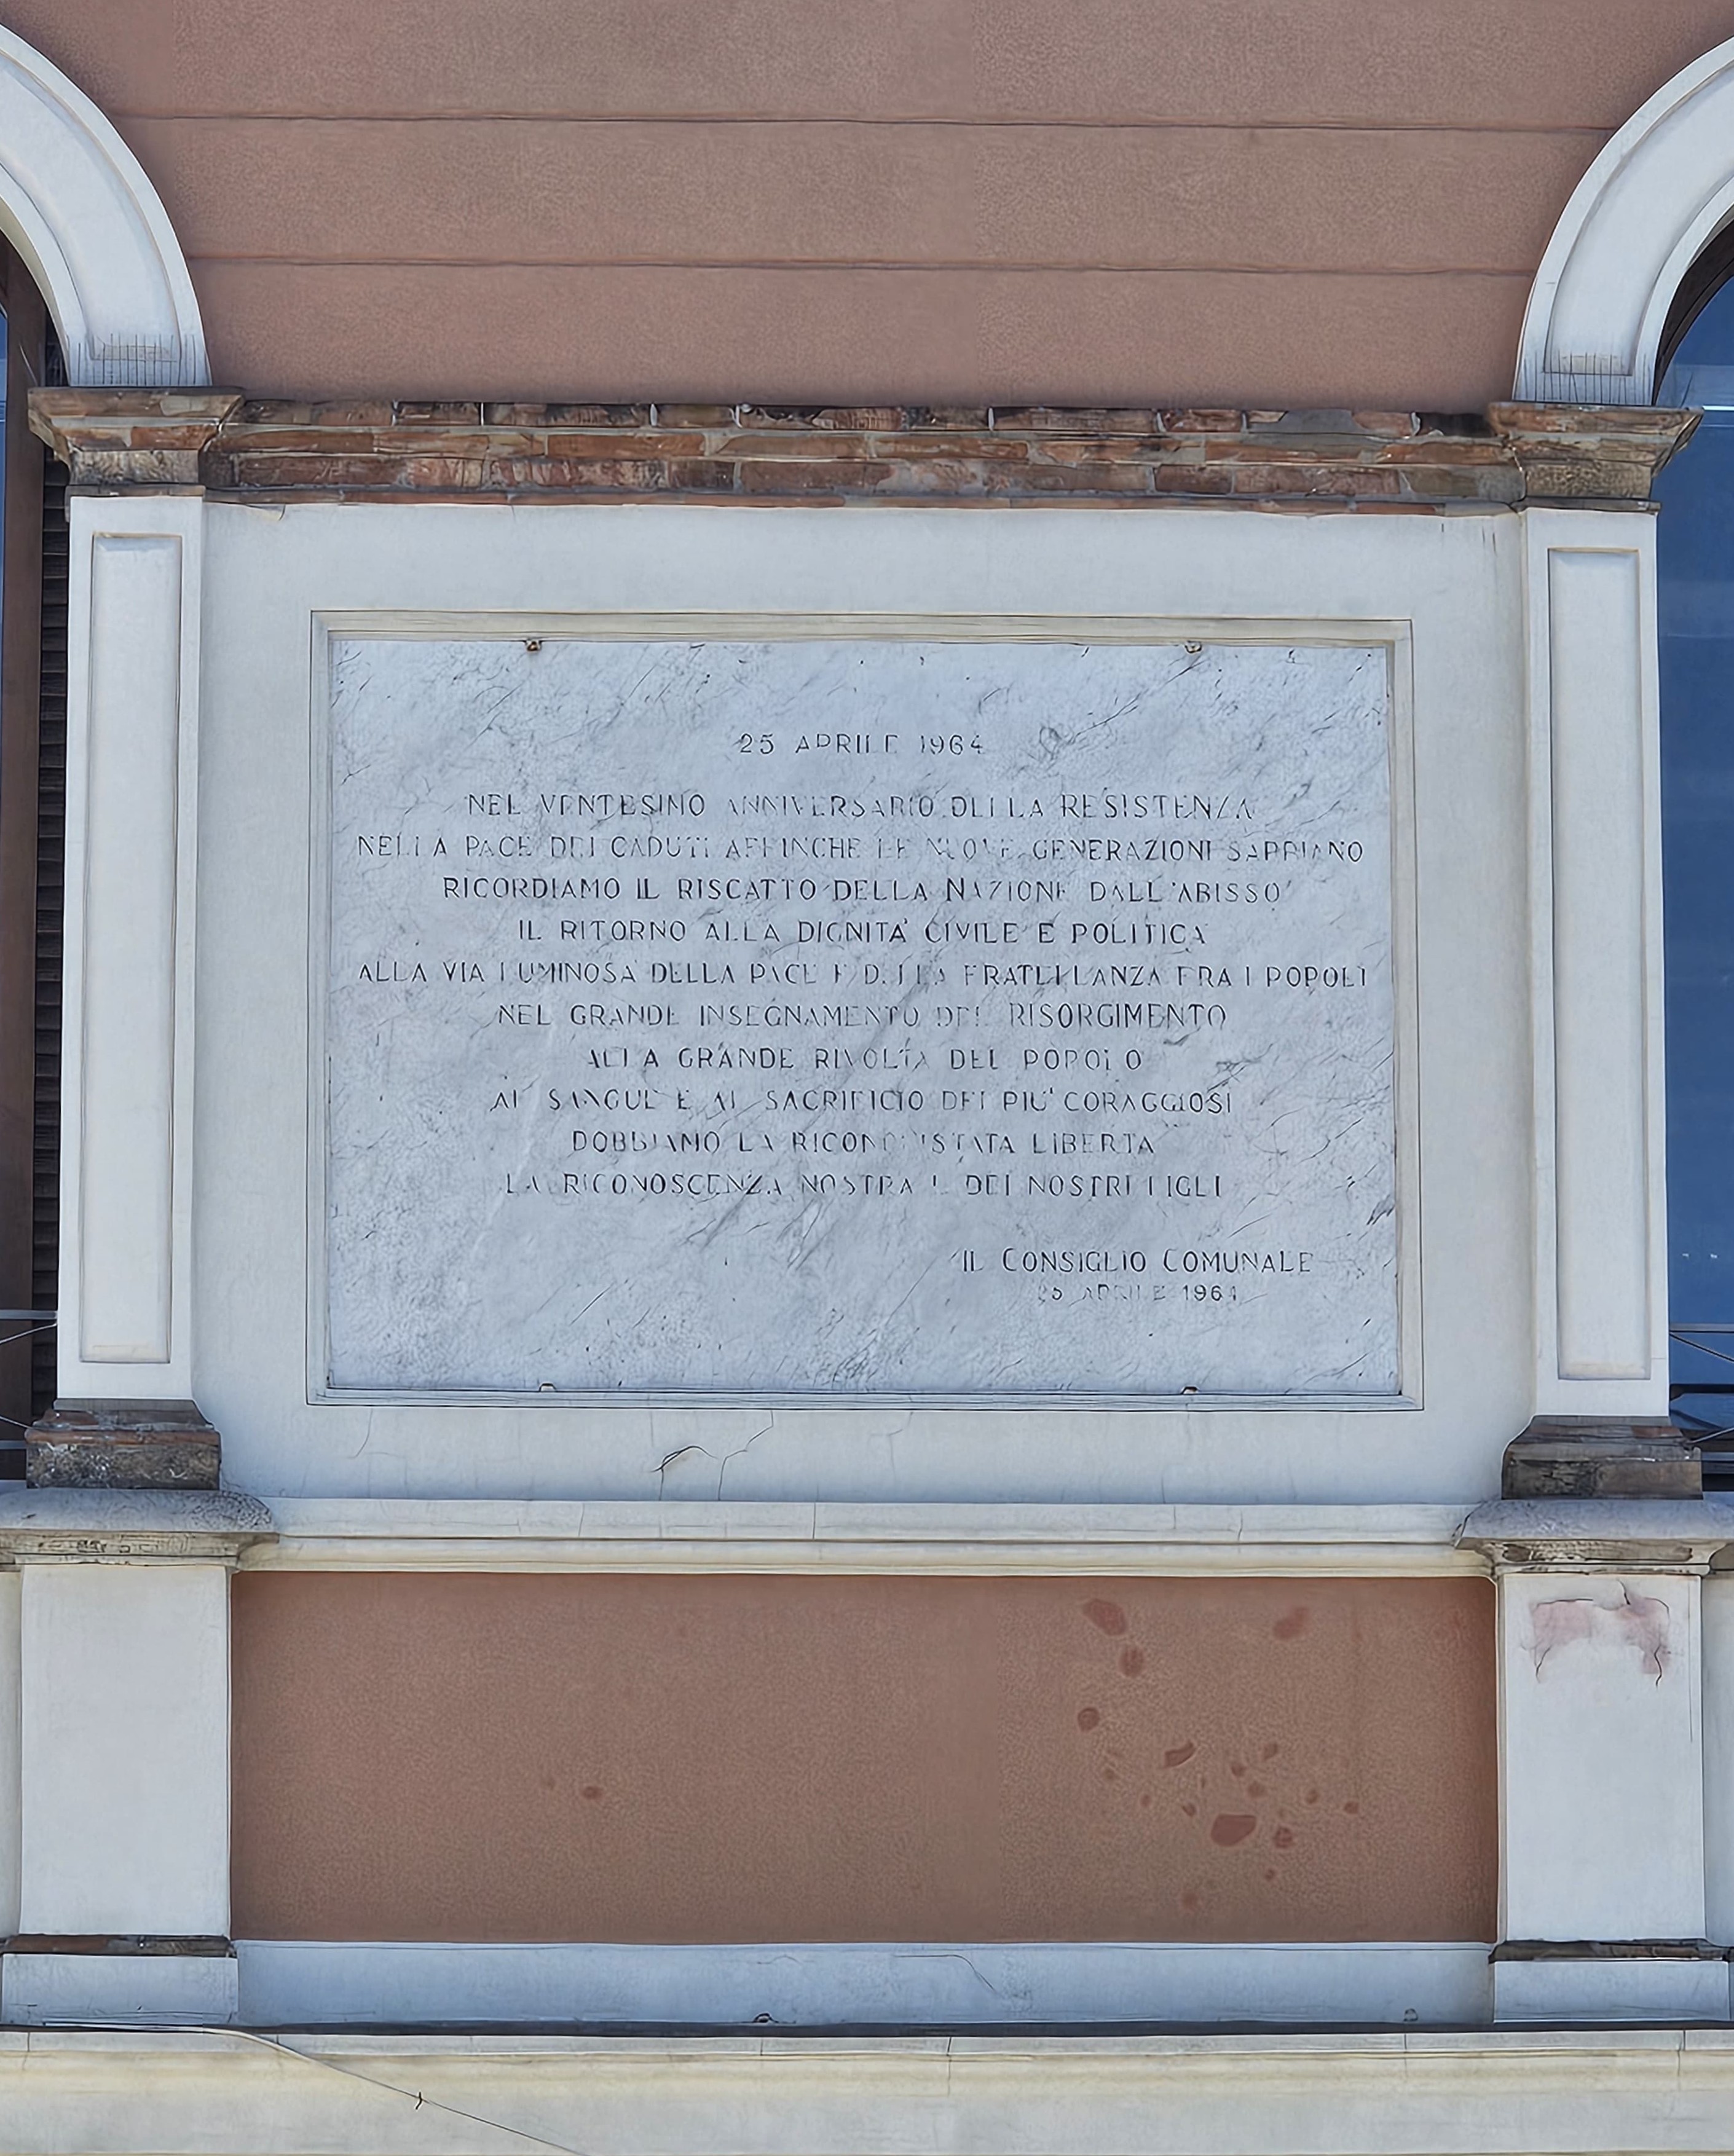 25 APRILE 1964
NEL VENTESIMO ANNIVERSARIO DELLA RESISTENZA
NELLA PACE DEI CADUTI AFFINCHE LE NUOVE GENERAZIONI SAPPIANO
RICORDIAMO IL RISCATTO DELLA NAZIONE DALL'ABISSO
IL RITORNO ALLA DIGNITA' CIVILE E POLITICA
ALLA VIA LUMINOSA DELLA PACE E DELLA FRATELLANZA FRA I POPOLI
NEL GRANDE INSEGNAMENTO DEL RISORGIMENTO
ALLA GRANDE RIVOLTA DEL POPOLO
AL SANGUE E AL SACRIFICIO DEI PIU' CORAGGIOSI
DOBBIAMO LA RICONQUISTATA LIBERTA
LA RICONOSCENZA NOSTRA E DEI NOSTRI FIGLI
IL CONSIGLIO COMUNALE
25 APRILE 1964